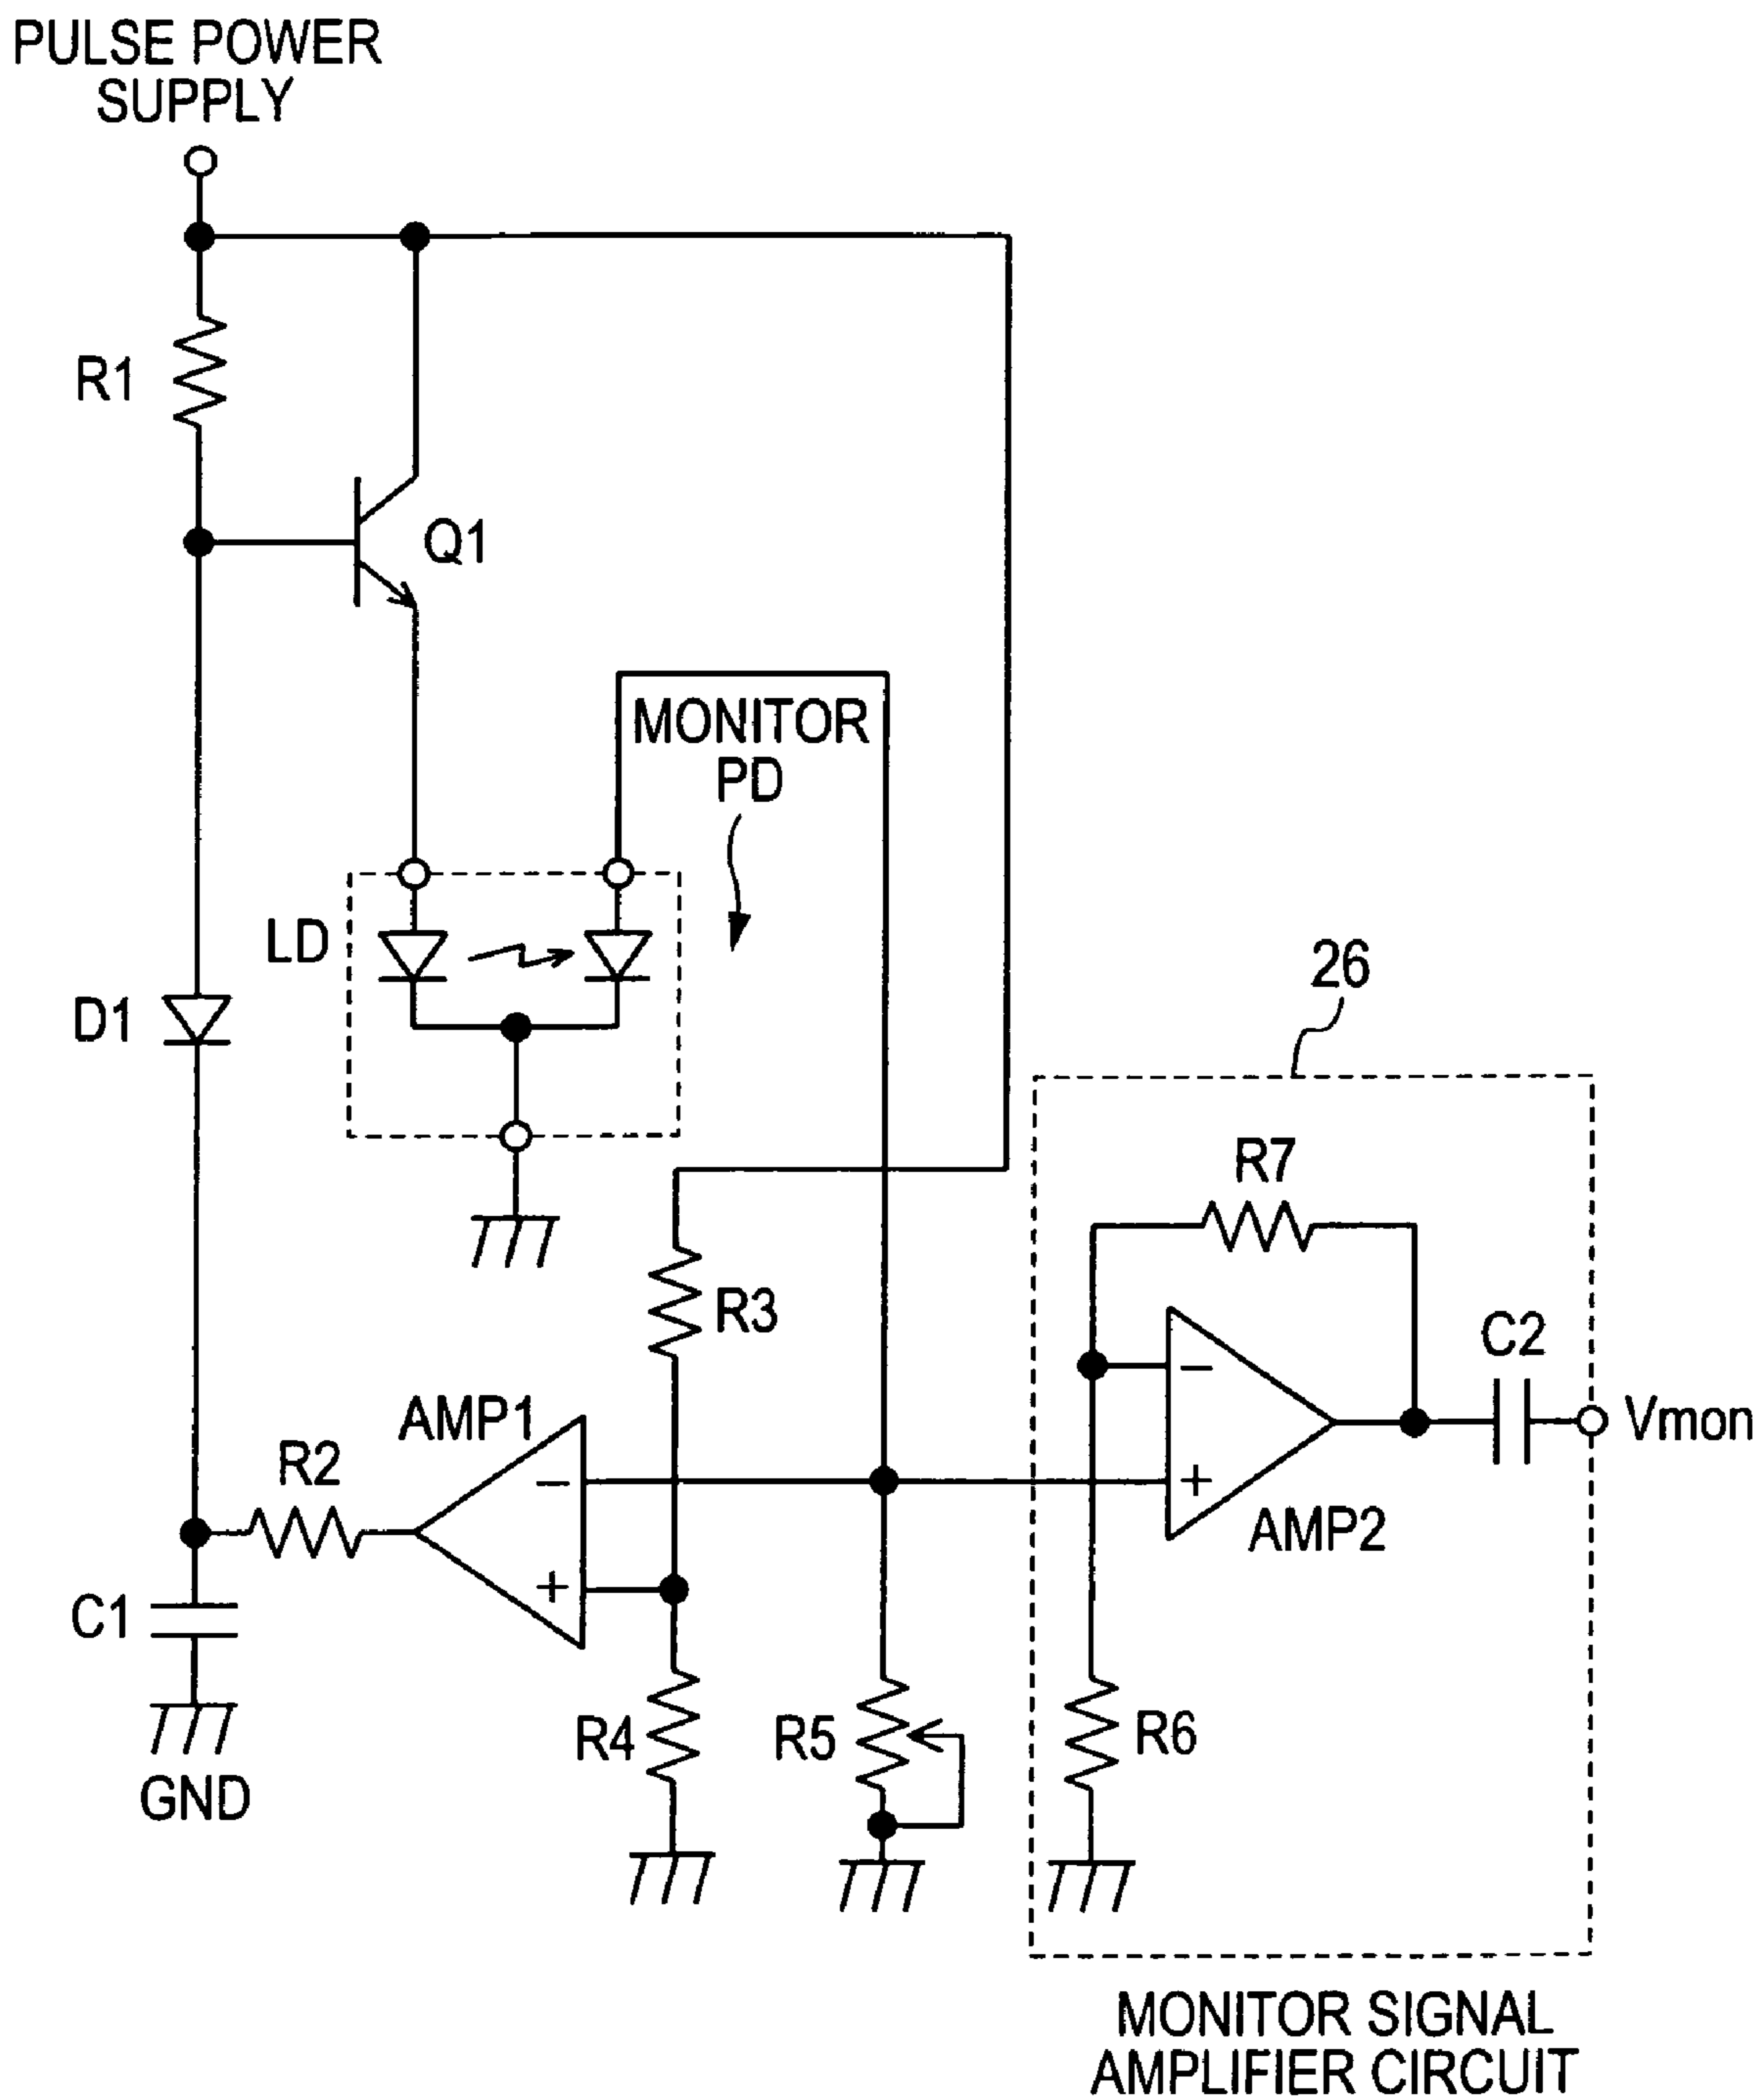 PULSE POWER
SUPPLY
R1
Q1
MONITOR
PD
LD
D1
26
R7
R3
C2
AMP1
Vmon
R2
−
−
+
AMP2
+
C1
R4
R5
R6
GND
MONITOR SIGNAL
AMPLIFIER CIRCUIT